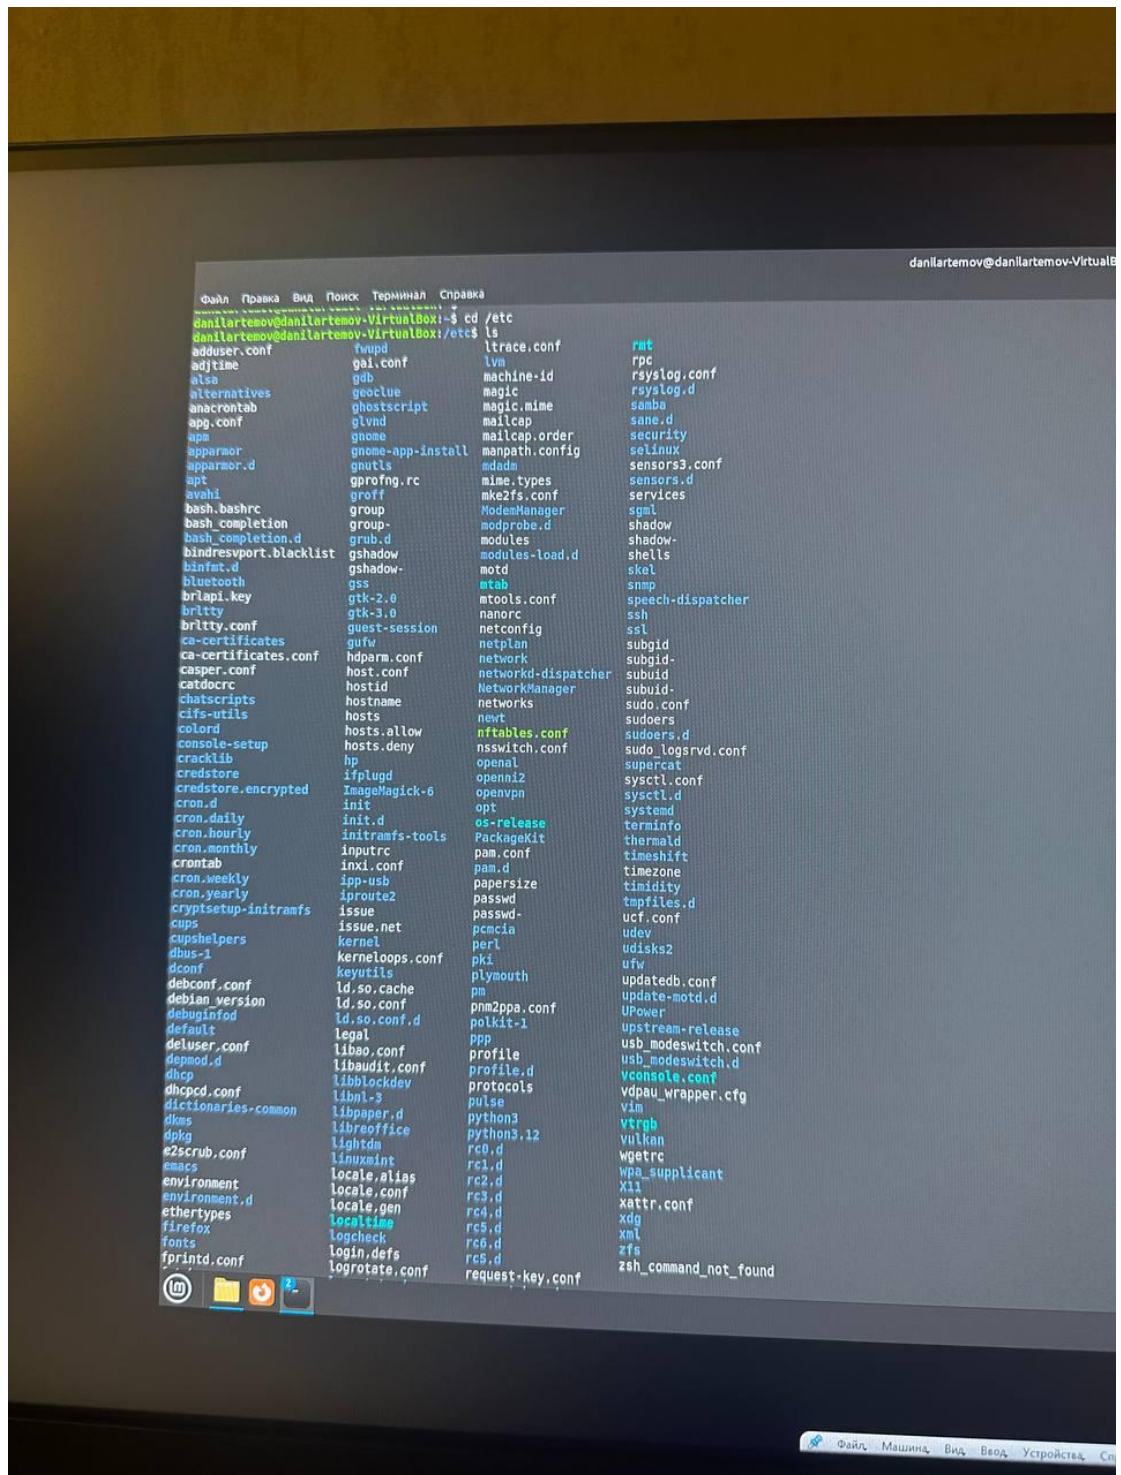 danilartemov@danilartemov-VirtualB
Файл Правка Вид Поиск Терминал Справка
danilartemov@danilartemov-VirtualBox:~$ cd /etc
danilartemov@danilartemov-VirtualBox:/etc$ ls
adduser.conf fwupd ltrace.conf rmt
adjtime gai.conf lvm rpc
alsa gdb machine-id rsyslog.conf
alternatives geoclue magic rsyslog.d
anacrontab ghostscript magic.mime samba
apg.conf glvnd mailcap sane.d
apm gnome mailcap.order security
apparmor gnome-app-install manpath.config selinux
apparmor.d gnutls mdadm sensors3.conf
apt gprofng.rc mime.types sensors.d
avahi groff mke2fs.conf services
bash.bashrc group ModemManager sgml
bash_completion group- modprobe.d shadow
bash_completion.d grub.d modules shadow-
bindresvport.blacklist gshadow modules-load.d shells
binfmt.d gshadow- motd skel
bluetooth gss mtab snmp
brlapi.key gtk-2.0 mtools.conf speech-dispatcher
brltty gtk-3.0 nanorc ssh
brltty.conf guest-session netconfig ssl
ca-certificates gufw netplan subgid
ca-certificates.conf hdparm.conf network subgid-
casper.conf host.conf networkd-dispatcher subuid
catdocrc hostid NetworkManager subuid-
chatscripts hostname networks sudo.conf
cifs-utils hosts newt sudoers
colord hosts.allow nftables.conf sudoers.d
console-setup hosts.deny nsswitch.conf sudo_logsrvd.conf
cracklib hp openal supercat
credstore ifplugd openni2 sysctl.conf
credstore.encrypted ImageMagick-6 openvpn sysctl.d
cron.d init opt systemd
cron.daily init.d os-release terminfo
cron.hourly initramfs-tools PackageKit thermald
cron.monthly inputrc pam.conf timeshift
crontab inxi.conf pam.d timezone
cron.weekly ipp-usb papersize timidity
cron.yearly iproute2 passwd tmpfiles.d
cryptsetup-initramfs issue passwd- ucf.conf
cups issue.net pcmcia udev
cupshelpers kernel perl udisks2
dbus-1 kerneloops.conf pki ufw
dconf keyutils plymouth updatedb.conf
debconf.conf ld.so.cache pm update-motd.d
debian_version ld.so.conf pnm2ppa.conf UPower
debuginfod ld.so.conf.d polkit-1 upstream-release
default legal ppp usb_modeswitch.conf
deluser.conf libao.conf profile usb_modeswitch.d
depmod.d libaudit.conf profile.d vconsole.conf
dhcp libblockdev protocols vdpau_wrapper.cfg
dhcpcd.conf libnl-3 pulse vim
dictionaries-common libpaper.d python3 vtrgb
dkms libreoffice python3.12 vulkan
dpkg lightdm rc0.d wgetrc
e2scrub.conf linuxmint rc1.d wpa_supplicant
emacs locale.alias rc2.d X11
environment locale.conf rc3.d xattr.conf
environment.d locale.gen rc4.d xdg
ethertypes localtime rc5.d xml
firefox logcheck rc6.d zfs
fonts login.defs rcS.d zsh_command_not_found
fprintd.conf logrotate.conf request-key.conf
2
Файл Машина Вид Ввод Устройства